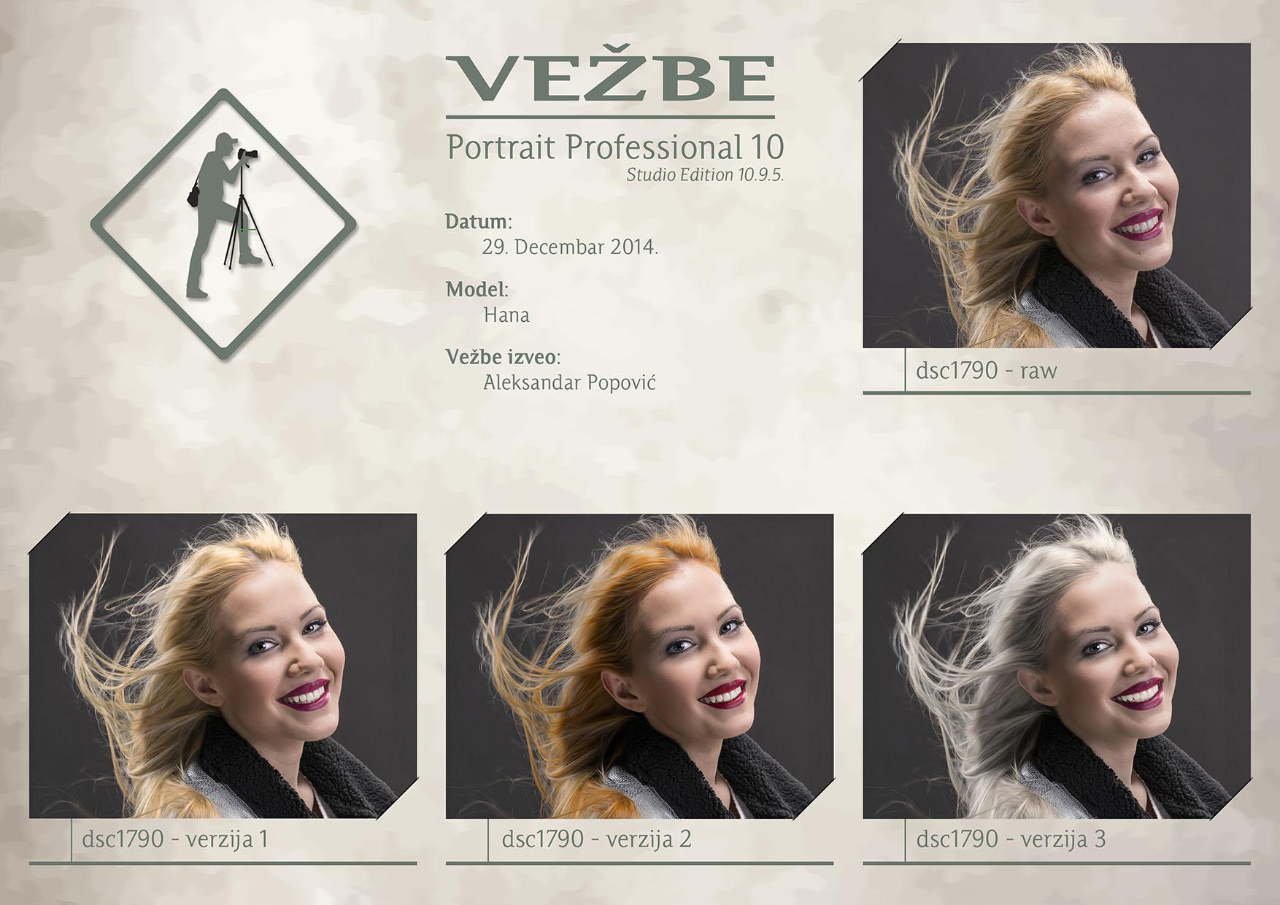 VEŽBE
Portrait Professional 10
Studio Edition 10.9.5.
Datum:
29. Decembar 2014.
Model:
Hana
Vežbe izveo:
Aleksandar Popović
dsc1790 - raw
dsc1790 - verzija 1
dsc1790 - verzija 2
dsc1790 - verzija 3